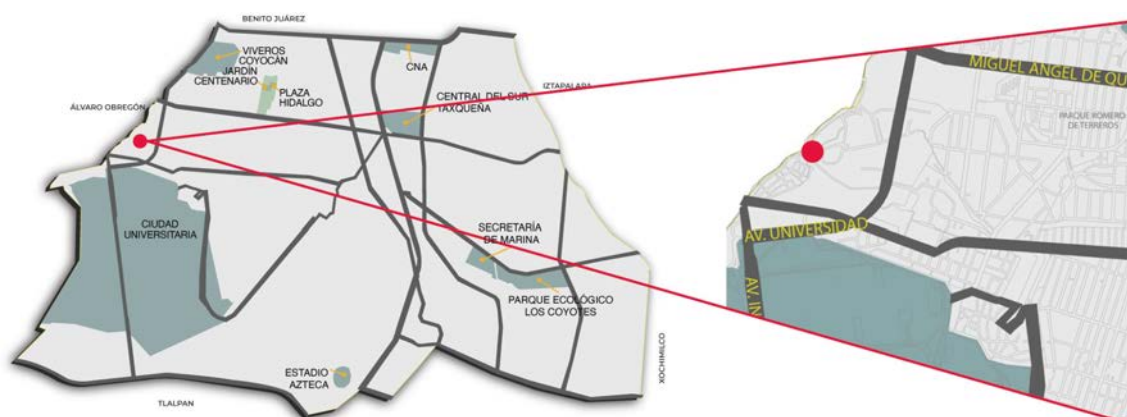 BENITO JUÁREZ
VIVEROS
COYOCÁN
JARDÍN
CENTENARIO
PLAZA
HIDALGO
CNA
IZTAPALAPA
CENTRAL DEL SUR
TAXQUEÑA
ÁLVARO OBREGÓN
CIUDAD
UNIVERSITARIA
SECRETARÍA
DE MARINA
PARQUE ECOLÓGICO
LOS COYOTES
ESTADIO
AZTECA
TLALPAN
XOCHIMILCO
MIGUEL ANGEL DE QU
PARQUE ROMERO
DE TERREROS
AV. UNIVERSIDAD
AV. IN